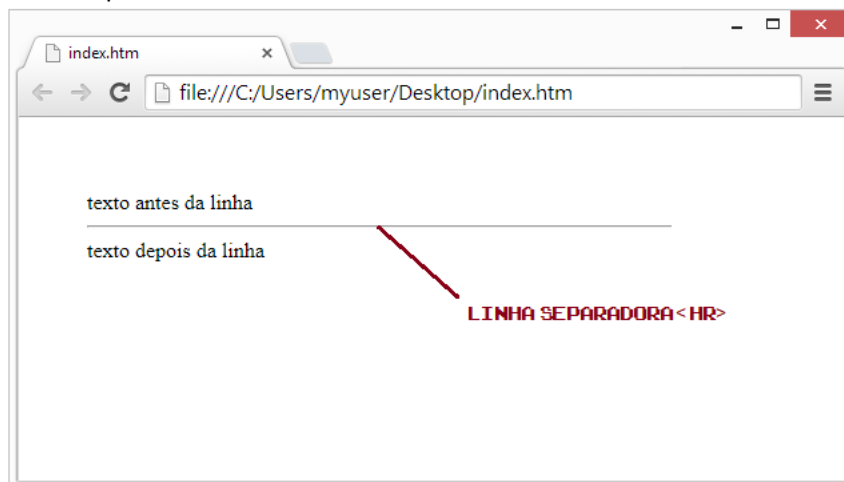 index.htm
file:///C:/Users/myuser/Desktop/index.htm
texto antes da linha
texto depois da linha
LINHA SEPARADORA<HR>